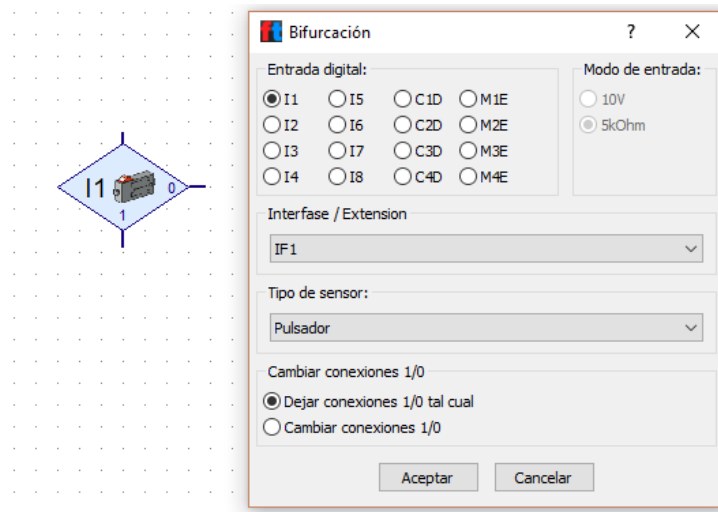 Bifurcación
?
Entrada digital:
Modo de entrada:
I1 I5 C1D M1E
10V
I2 I6 C2D M2E
5kOhm
I3 I7 C3D M3E
I4 I8 C4D M4E
I1
0
1
Interfase / Extension
IF1
Tipo de sensor:
Pulsador
Cambiar conexiones 1/0
Dejar conexiones 1/0 tal cual
Cambiar conexiones 1/0
Aceptar
Cancelar